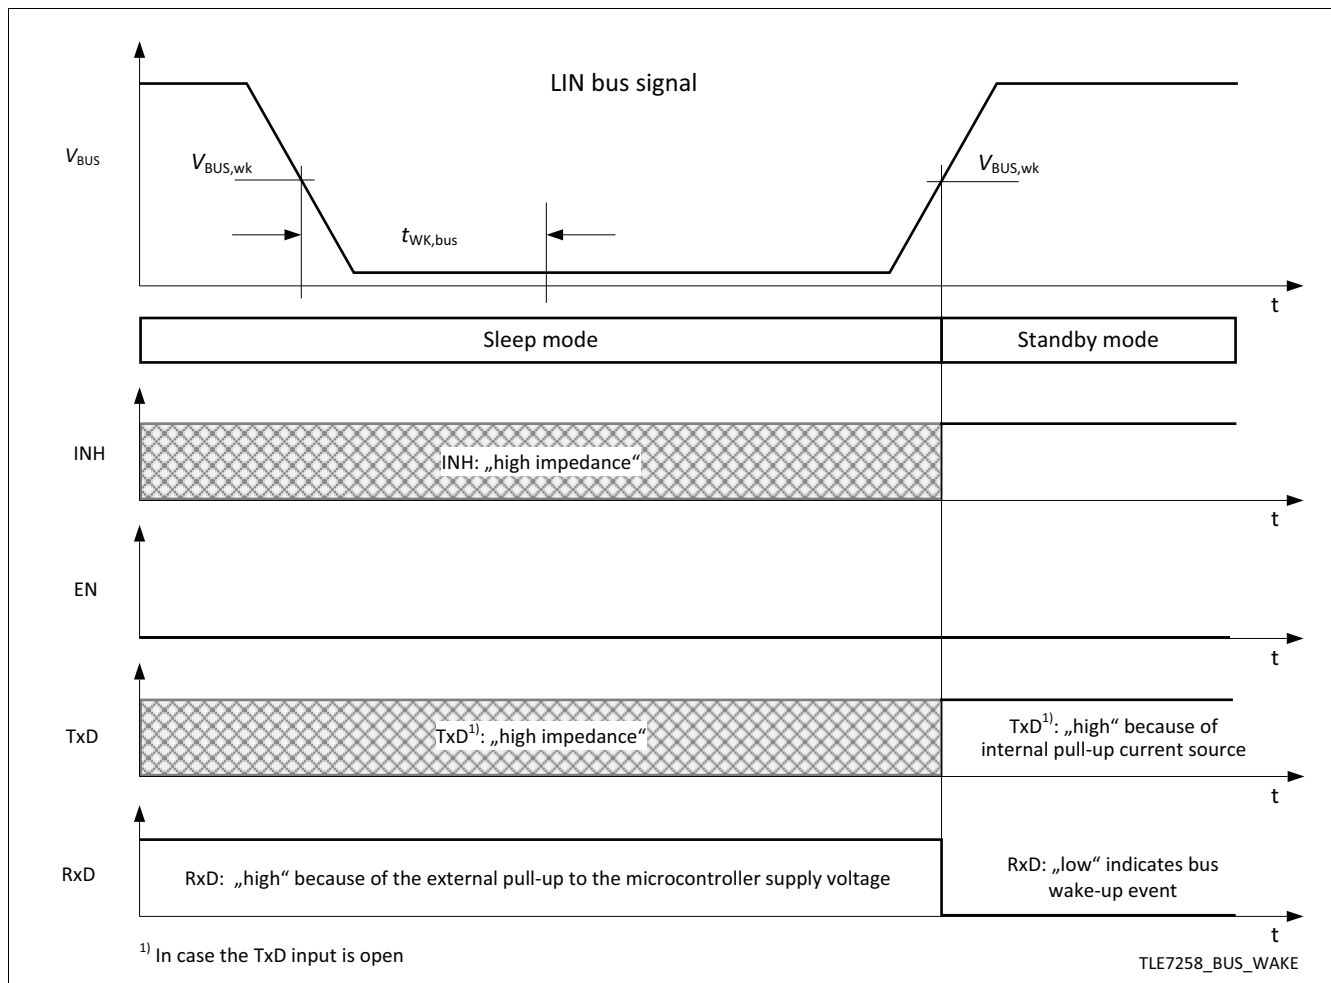 LIN bus signal
V_BUS
V_BUS,wk
V_BUS,wk
t_WK,bus
t
Sleep mode
Standby mode
INH
INH: „high impedance“
t
EN
t
TxD
TxD¹⁾: „high impedance“
TxD¹⁾: „high“ because of
internal pull-up current source
t
RxD
RxD: „high“ because of the external pull-up to the microcontroller supply voltage
RxD: „low“ indicates bus
wake-up event
t
¹⁾ In case the TxD input is open
TLE7258_BUS_WAKE